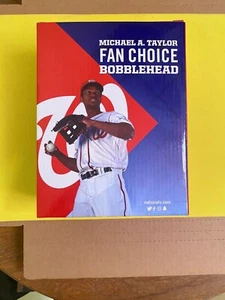 MICHAEL A. TAYLOR
FAN CHOICE
BOBBLEHEAD
nationals.com